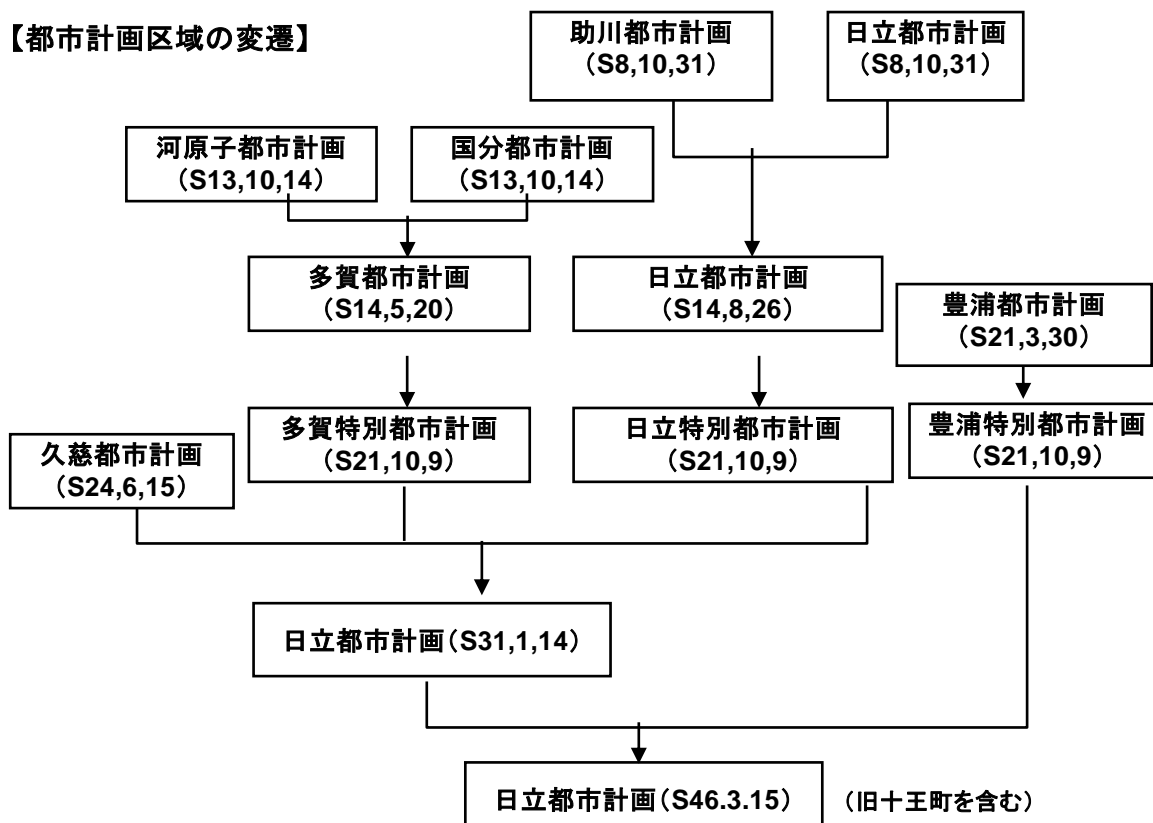 【都市計画区域の変遷】
助川都市計画
（S8,10,31）
日立都市計画
（S8,10,31）
河原子都市計画
（S13,10,14）
国分都市計画
（S13,10,14）
多賀都市計画
（S14,5,20）
日立都市計画
（S14,8,26）
豊浦都市計画
（S21,3,30）
多賀特別都市計画
（S21,10,9）
日立特別都市計画
（S21,10,9）
豊浦特別都市計画
（S21,10,9）
久慈都市計画
（S24,6,15）
日立都市計画（S31,1,14）
日立都市計画（S46.3.15）
（旧十王町を含む）